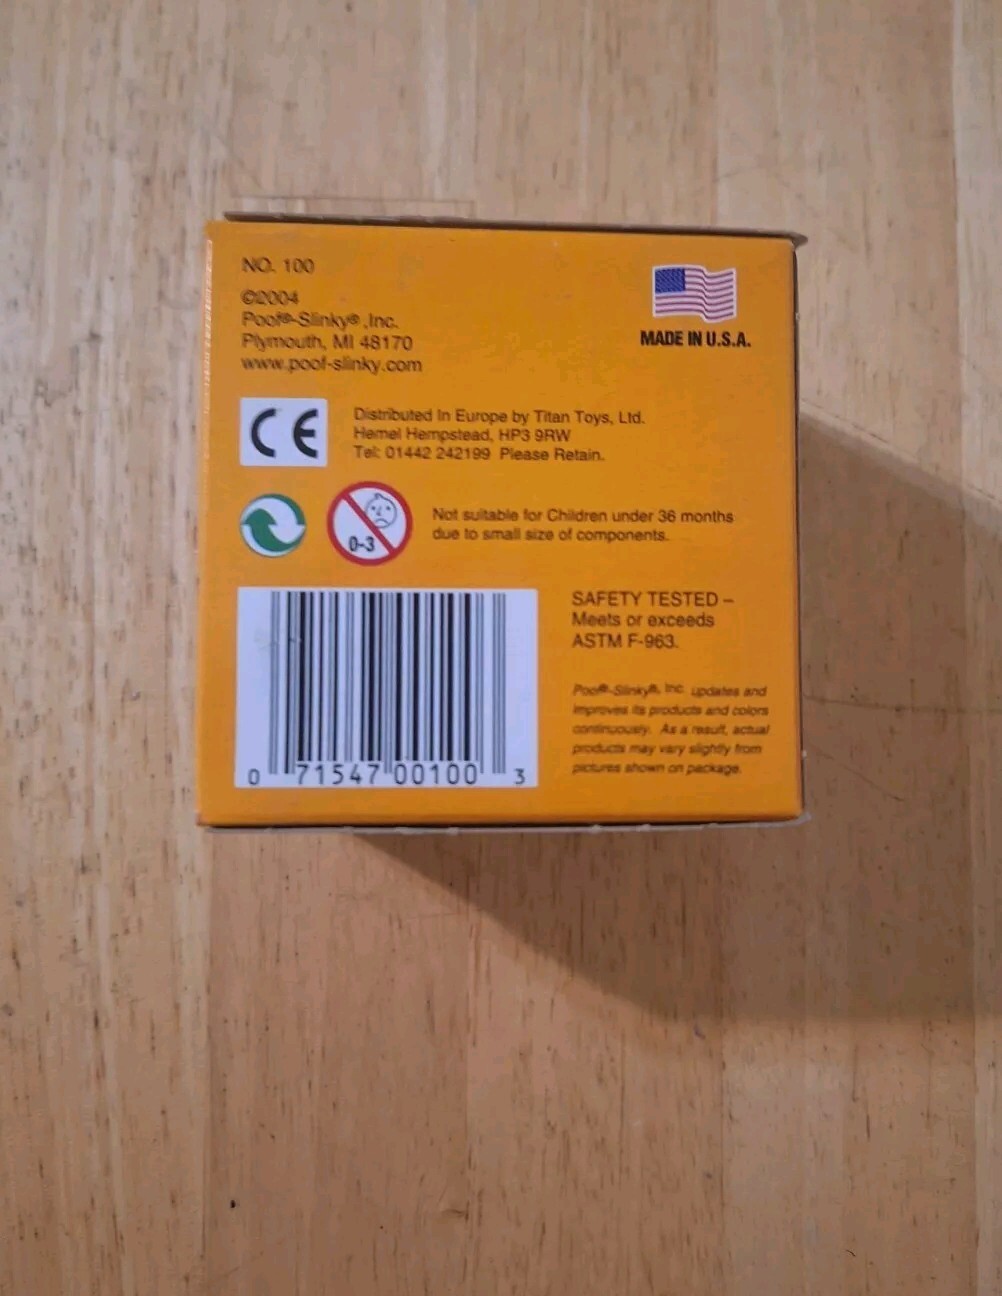 NO. 100
©2004
Poof®-Slinky®,Inc.
Plymouth, MI 48170
www.poof-slinky.com
MADE IN U.S.A.
CE
Distributed In Europe by Titan Toys, Ltd.
Hemel Hempstead, HP3 9RW
Tel: 01442 242199 Please Retain.
0-3
Not suitable for Children under 36 months
due to small size of components.
0 71547 00100 3
SAFETY TESTED –
Meets or exceeds
ASTM F-963.
Poof®-Slinky®, Inc. updates and
improves its products and colors
continuously. As a result, actual
products may vary slightly from
pictures shown on package.